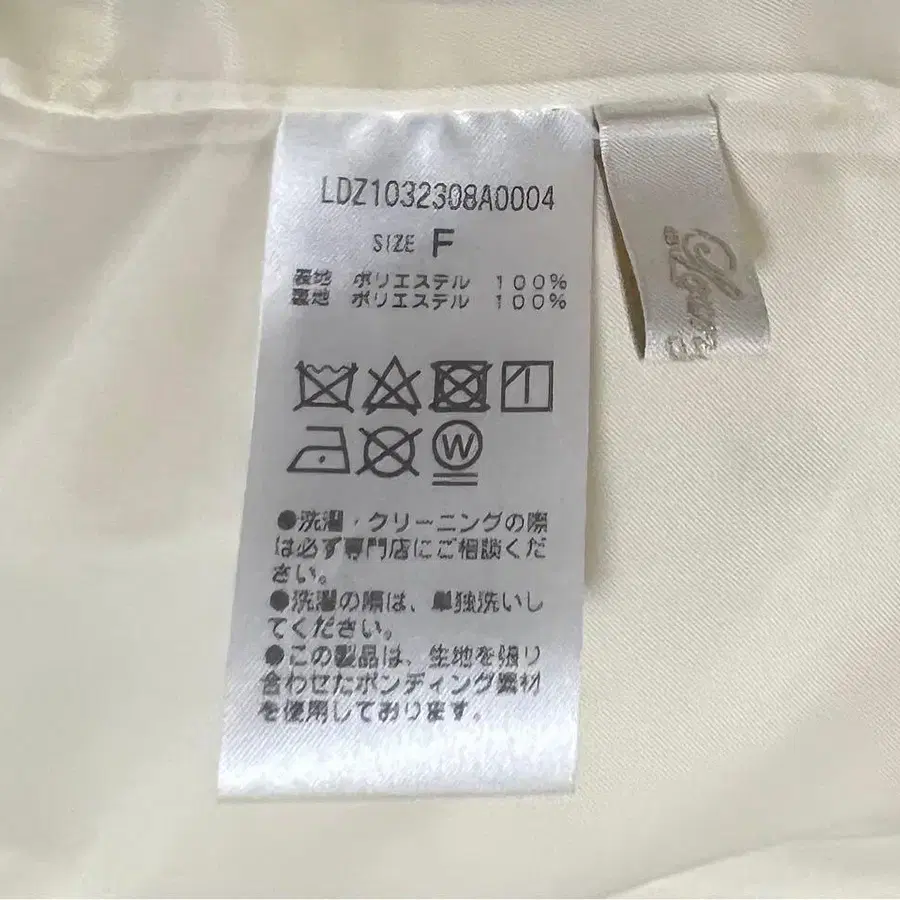 LDZ1032308A0004
SIZE F
表地 ポリエステル 100%
裏地 ポリエステル 100%
W
●洗濯・クリーニングの際
は必ず専門店にご相談くだ
さい。
●洗濯の際は、単独洗いし
てください。
●この製品は、生地を張り
合わせたボンディング素材
を使用しております。